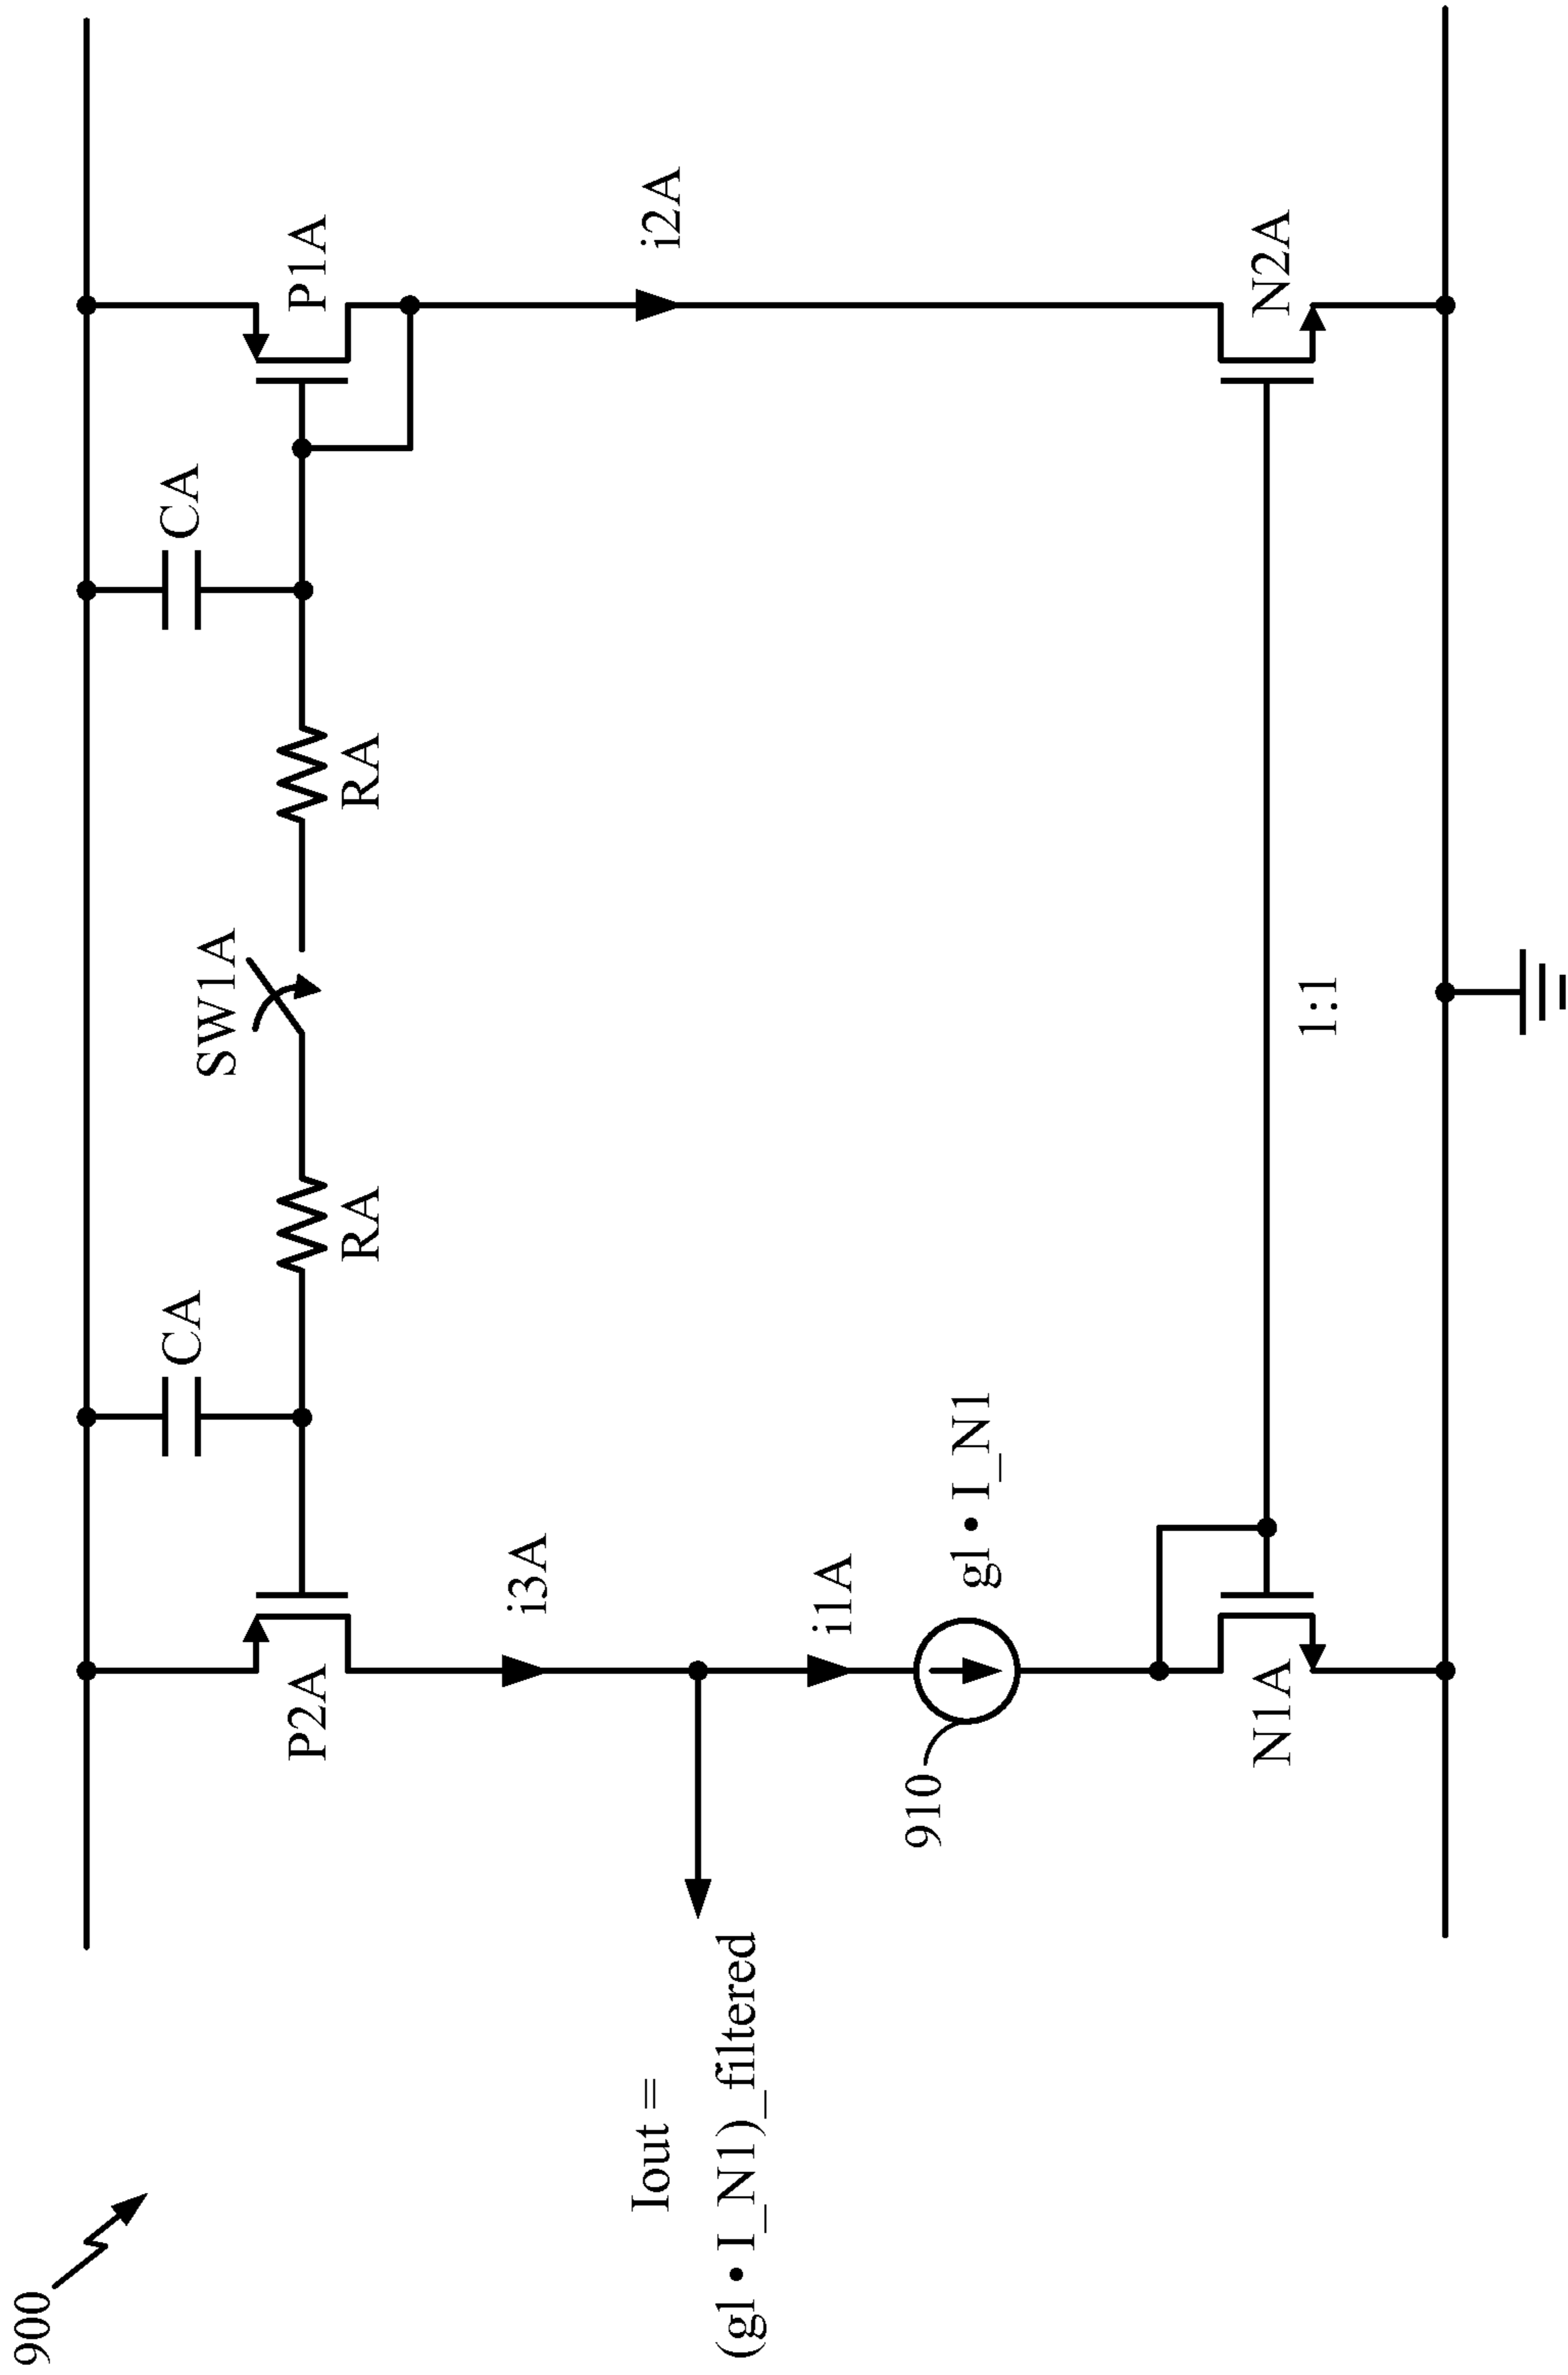 900
CA
CA
SW1A
P2A
P1A
RA
RA
i3A
i2A
Iout =
(gl • I_N1)_filtered
i1A
910
gl • I_N1
N1A
N2A
1:1